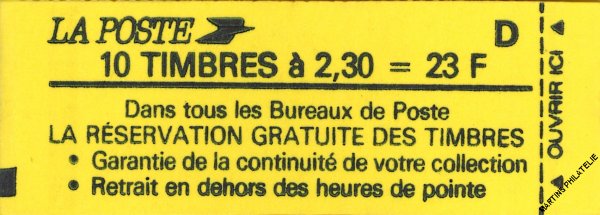 LA POSTE
D
10 TIMBRES à 2,30 = 23 F
Dans tous les Bureaux de Poste
LA RÉSERVATION GRATUITE DES TIMBRES
• Garantie de la continuité de votre collection
• Retrait en dehors des heures de pointe
▲ OUVRIR ICI ▲
MARTINS PHILATELIE